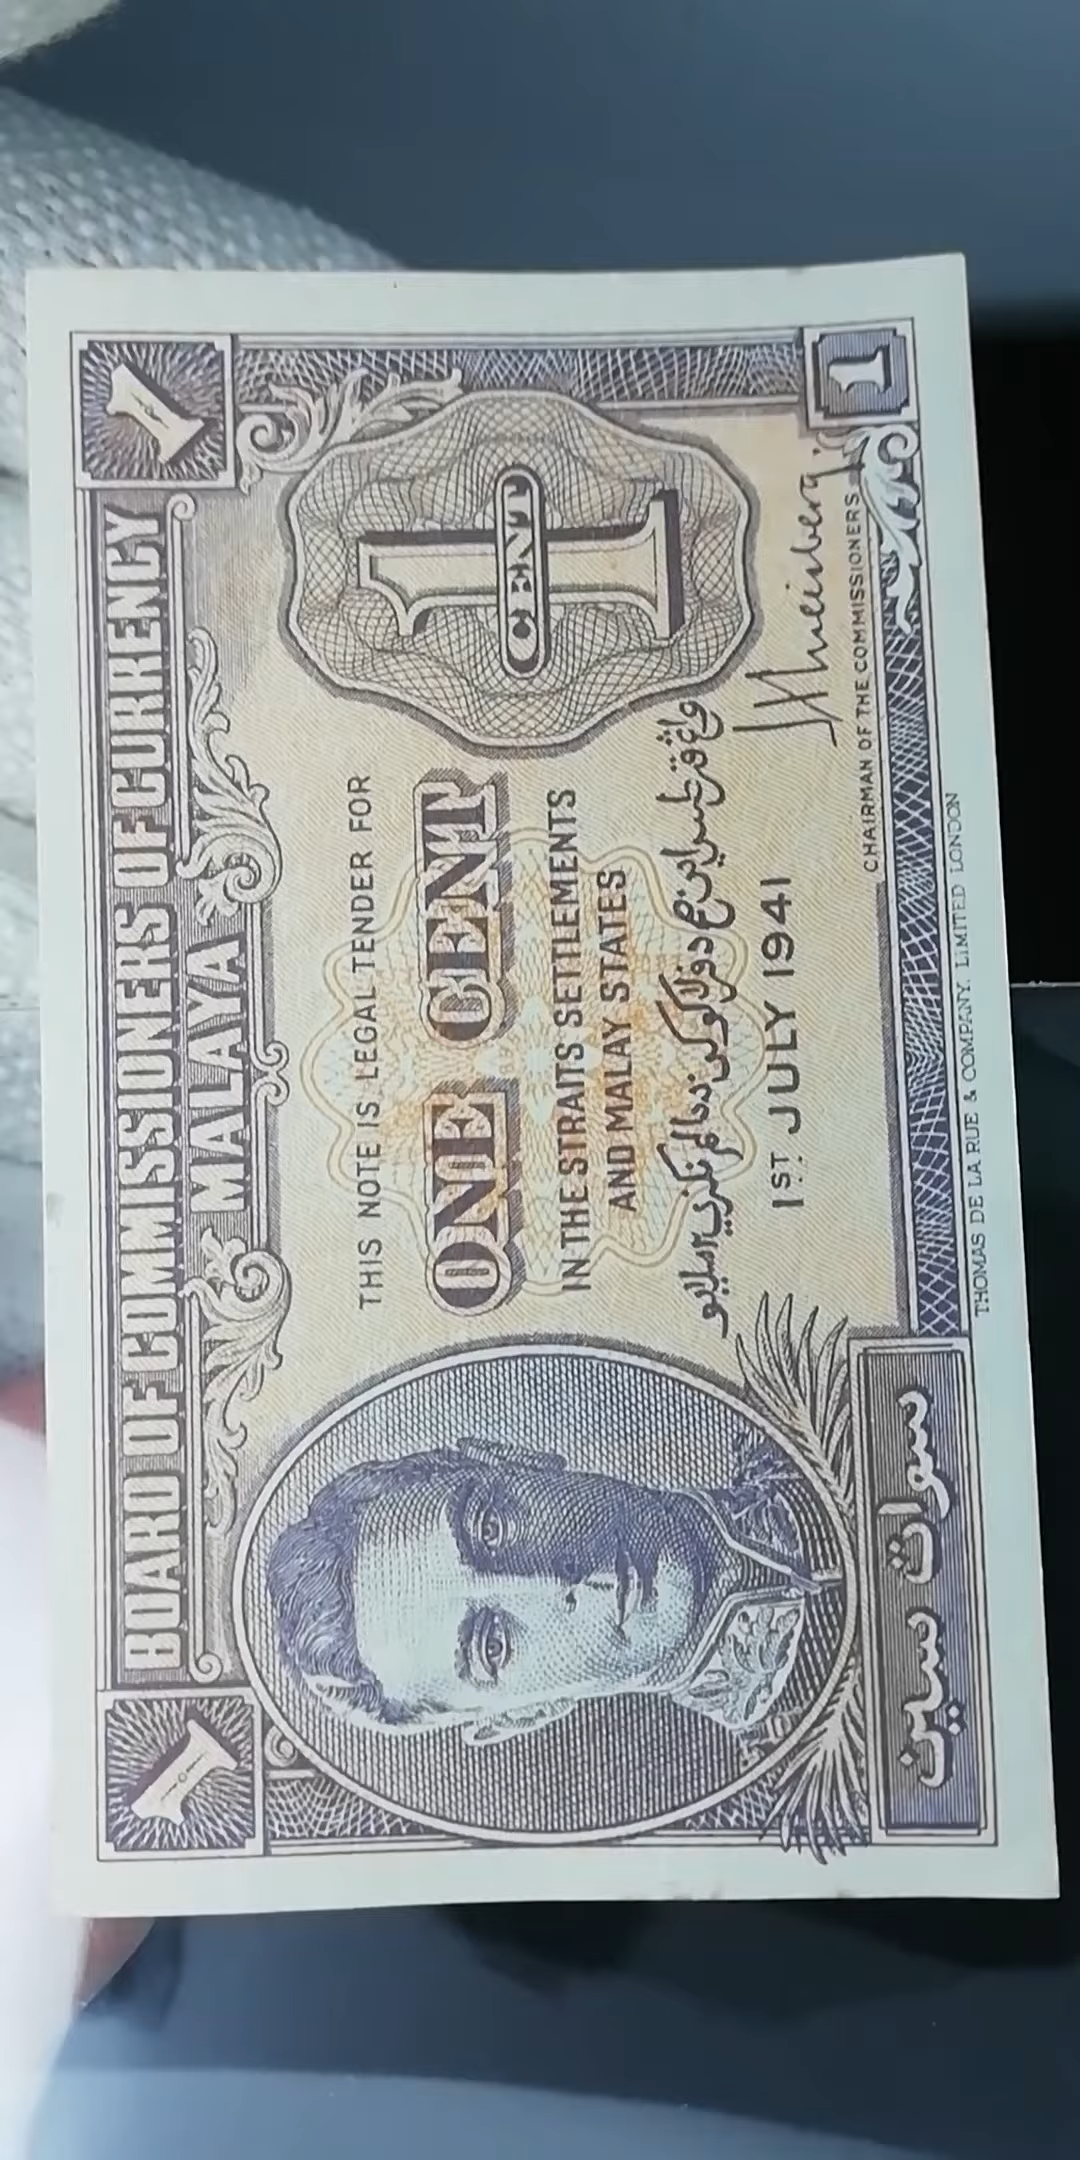 1
BOARD OF COMMISSIONERS OF CURRENCY
1
MALAYA
THIS NOTE IS LEGAL TENDER FOR
ONE CENT
1
CENT
IN THE STRAITS SETTLEMENTS
AND MALAY STATES
1ST JULY 1941
CHAIRMAN OF THE COMMISSIONERS
1
سوات سين
THOMAS DE LA RUE & COMPANY, LIMITED LONDON